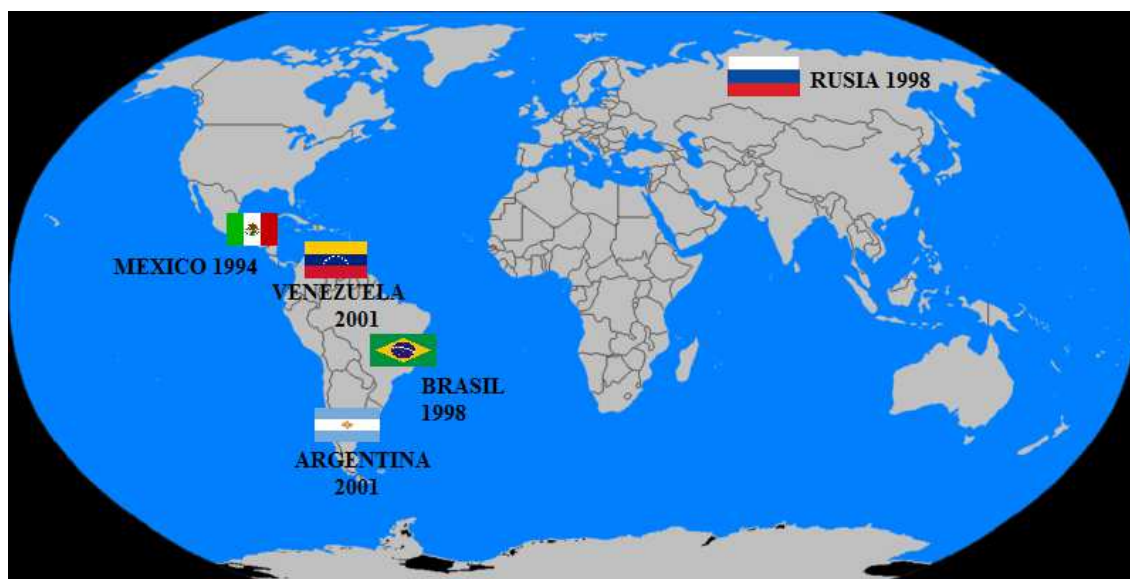 RUSIA 1998
MEXICO 1994
VENEZUELA
2001
BRASIL
1998
ARGENTINA
2001